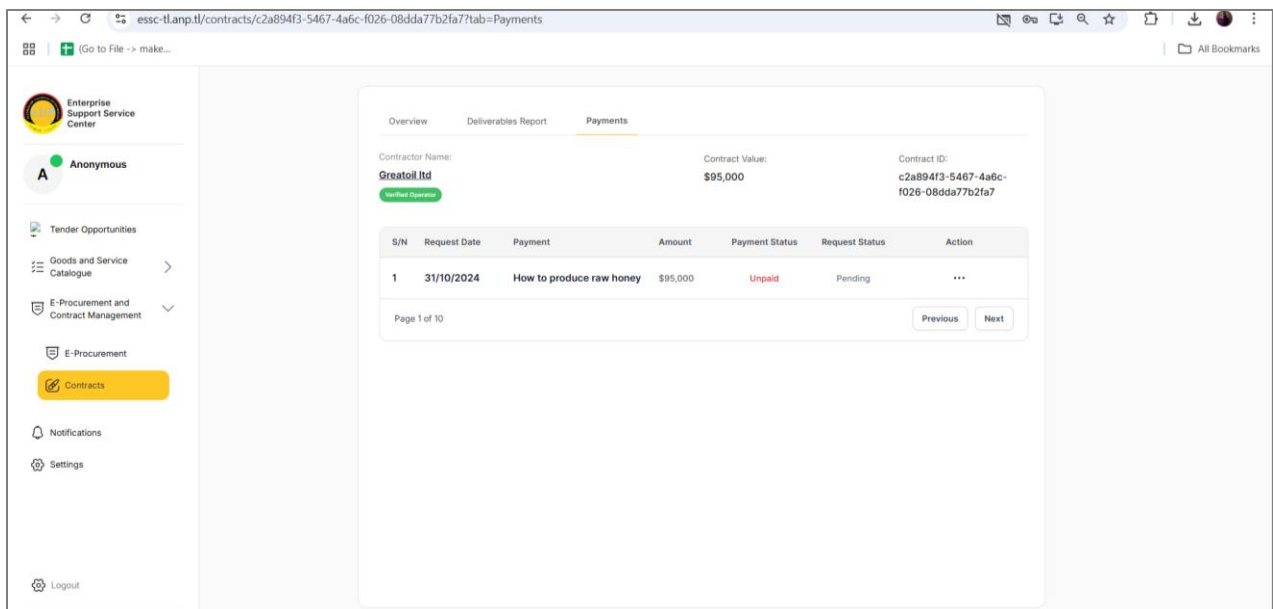 essc-tl.anp.tl/contracts/c2a894f3-5467-4a6c-f026-08dda77b2fa7?tab=Payments
(Go to File -> make...
All Bookmarks
Enterprise
Support Service
Center
A
Anonymous
Tender Opportunities
Goods and Service
Catalogue
E-Procurement and
Contract Management
E-Procurement
Contracts
Notifications
Settings
Logout
Overview Deliverables Report Payments
Contractor Name: Contract Value: Contract ID:
Greatoil ltd $95,000 c2a894f3-5467-4a6c-
f026-08dda77b2fa7
Verified Operator
S/N Request Date Payment Amount Payment Status Request Status Action
1 31/10/2024 How to produce raw honey $95,000 Unpaid Pending ...
Page 1 of 10 Previous Next